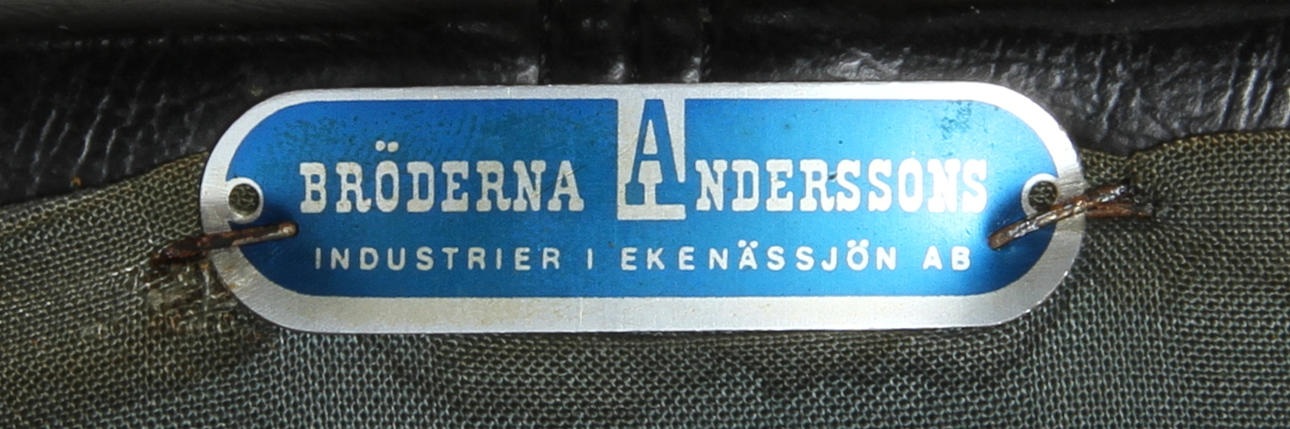 BRÖDERNA ANDERSSONS
INDUSTRIER I EKENÄSSJÖN AB